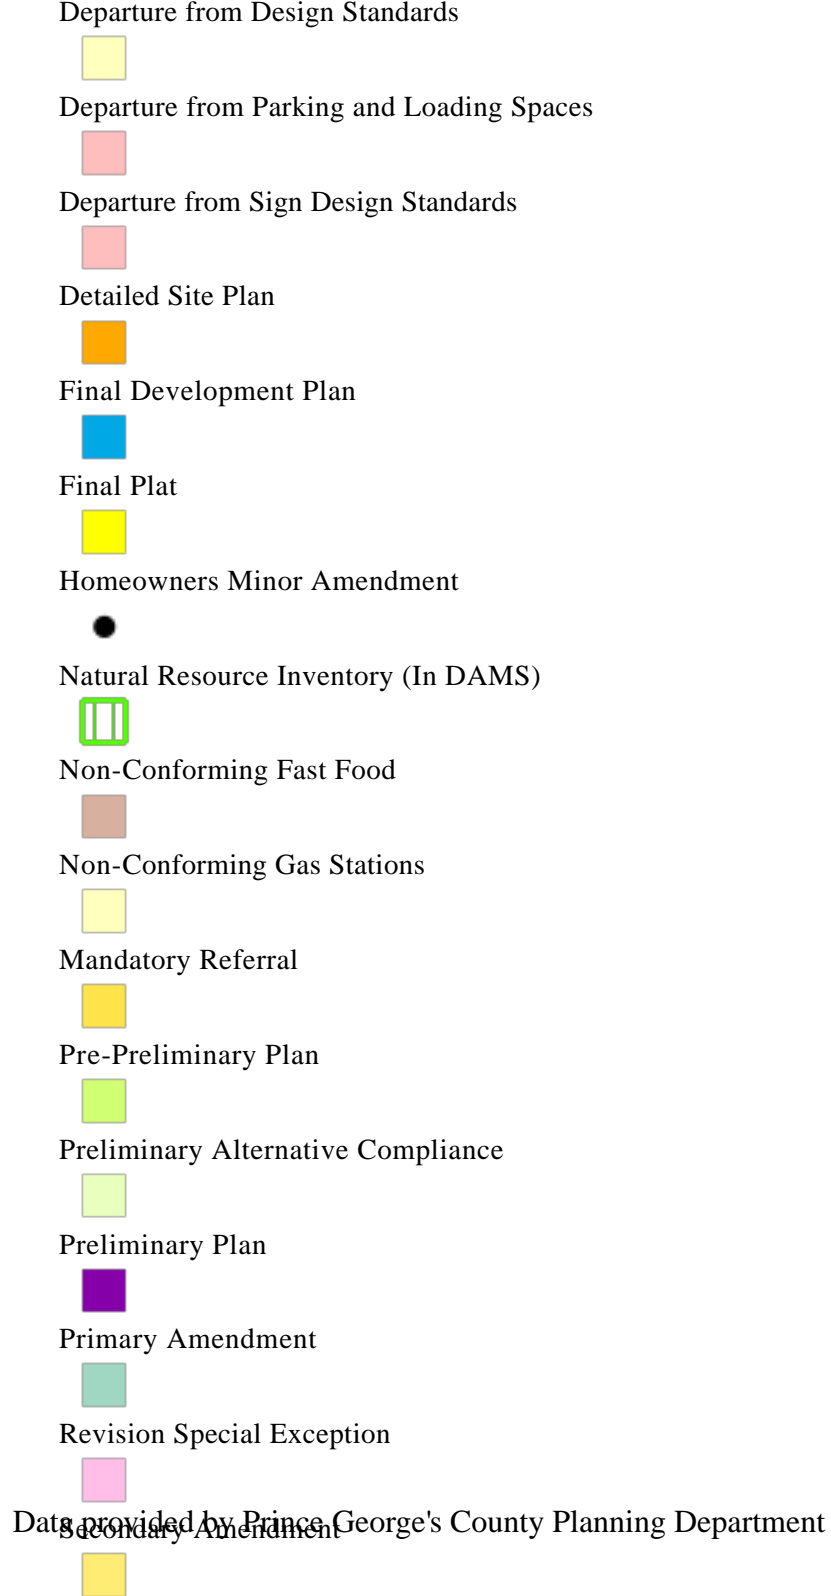 Departure from Design Standards
Departure from Parking and Loading Spaces
Departure from Sign Design Standards
Detailed Site Plan
Final Development Plan
Final Plat
Homeowners Minor Amendment
Natural Resource Inventory (In DAMS)
Non-Conforming Fast Food
Non-Conforming Gas Stations
Mandatory Referral
Pre-Preliminary Plan
Preliminary Alternative Compliance
Preliminary Plan
Primary Amendment
Revision Special Exception
Data provided by Prince George's County Planning Department
Secondary Amendment